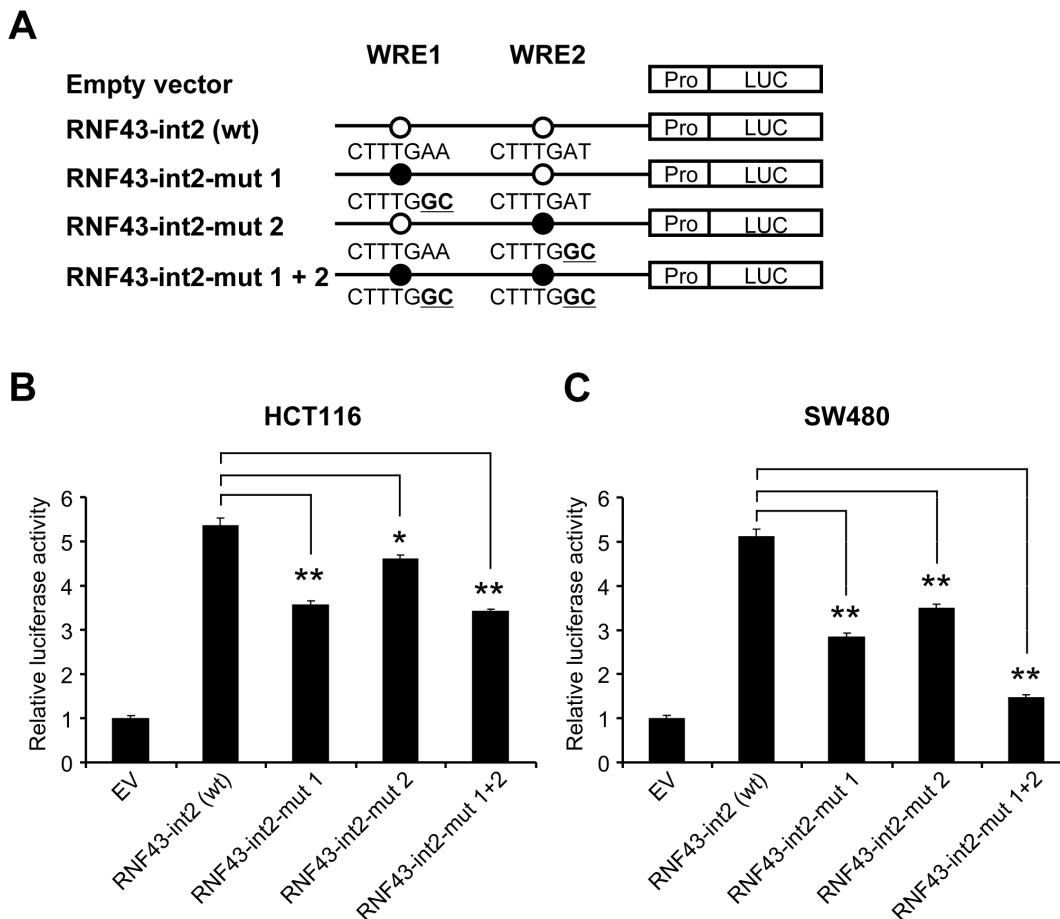 A
WRE1 WRE2
Empty vector Pro LUC
RNF43-int2 (wt) Pro LUC
CTTTGAA CTTTGAT
RNF43-int2-mut 1 Pro LUC
CTTTGGC CTTTGAT
RNF43-int2-mut 2 Pro LUC
CTTTGAA CTTTGGC
RNF43-int2-mut 1 + 2 Pro LUC
CTTTGGC CTTTGGC
B
HCT116
Relative luciferase activity
6
5
4
3
2
1
0
**
*
**
EV
RNF43-int2 (wt)
RNF43-int2-mut 1
RNF43-int2-mut 2
RNF43-int2-mut 1+2
C
SW480
Relative luciferase activity
6
5
4
3
2
1
0
**
**
**
EV
RNF43-int2 (wt)
RNF43-int2-mut 1
RNF43-int2-mut 2
RNF43-int2-mut 1+2